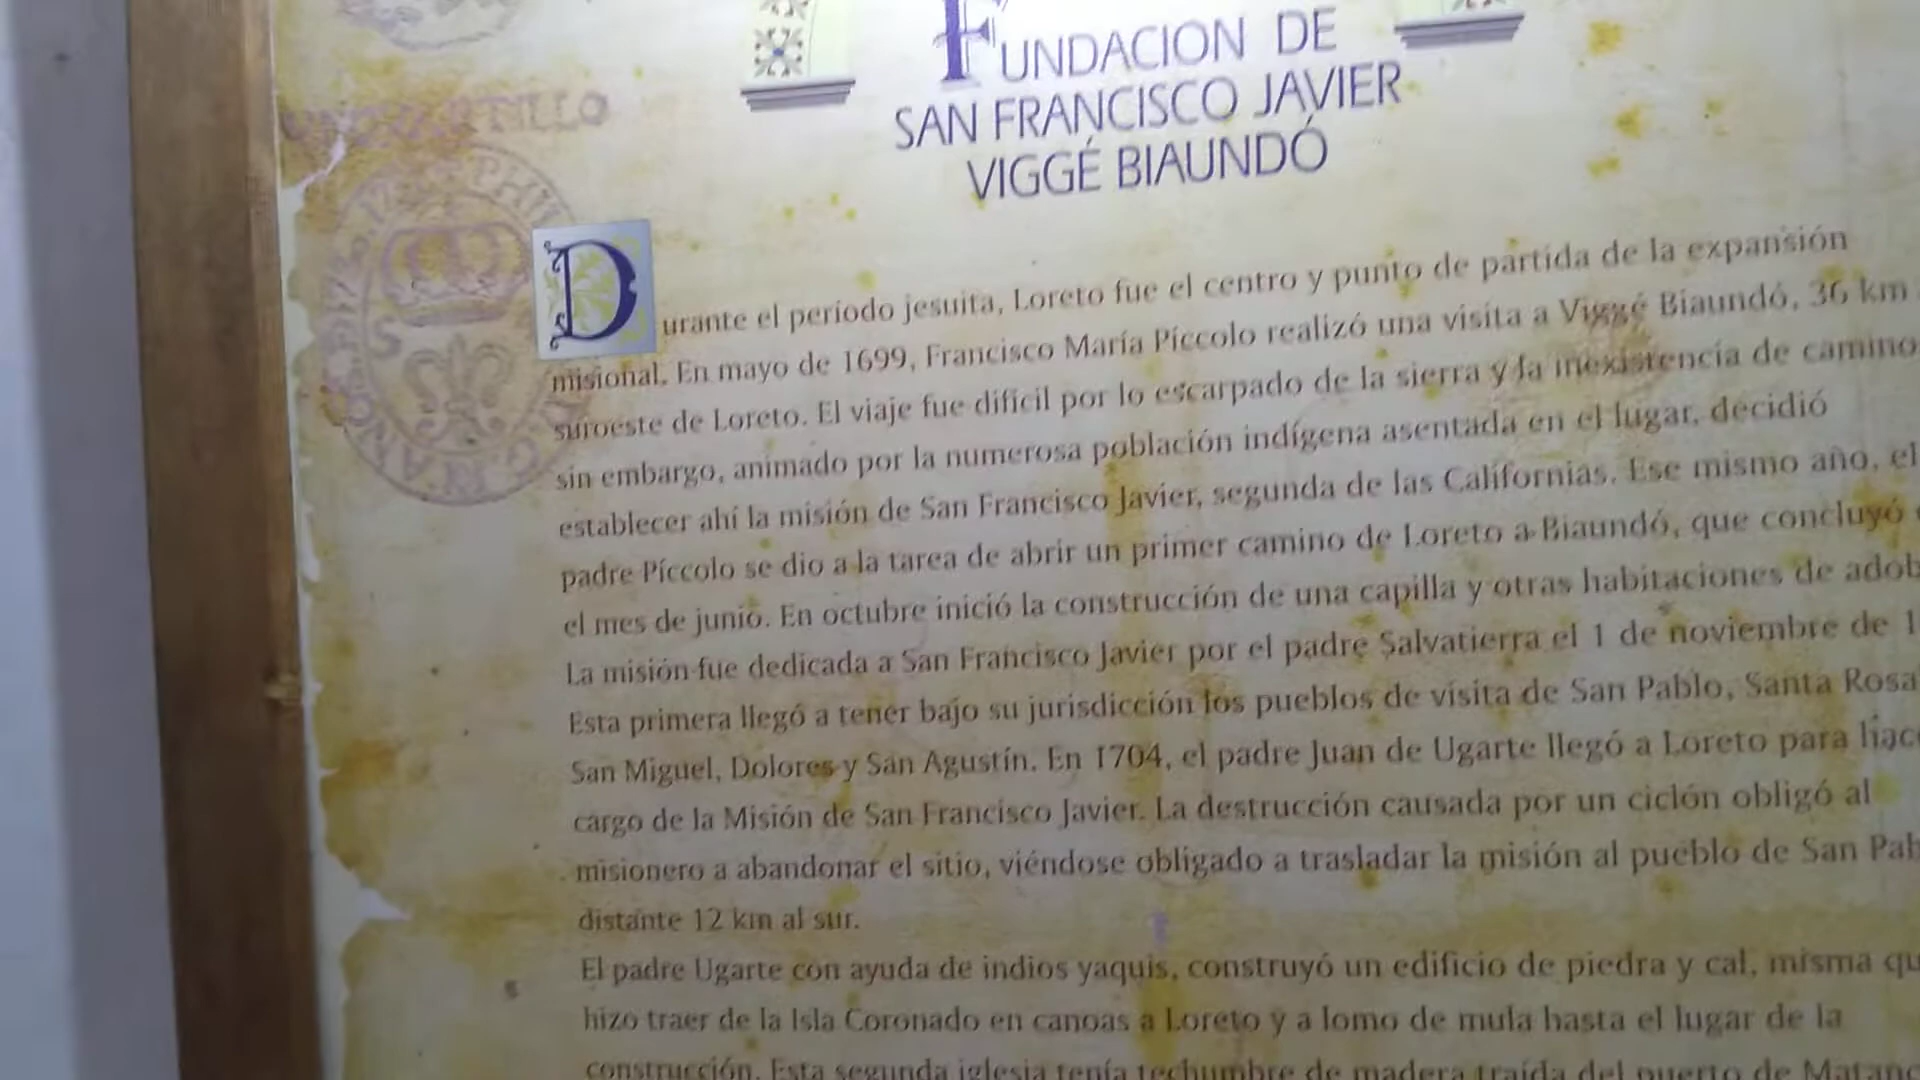 UN QUARTILLO
FUNDACION DE
SAN FRANCISCO JAVIER
VIGGÉ BIAUNDÓ
Durante el período jesuita, Loreto fue el centro y punto de partida de la expansión
misional. En mayo de 1699, Francisco María Píccolo realizó una visita a Viggé Biaundó, 36 km
suroeste de Loreto. El viaje fue difícil por lo escarpado de la sierra y la inexistencia de camino
sin embargo, animado por la numerosa población indígena asentada en el lugar, decidió
establecer ahí la misión de San Francisco Javier, segunda de las Californias. Ese mismo año, el
padre Píccolo se dio a la tarea de abrir un primer camino de Loreto a Biaundó, que concluyó
el mes de junio. En octubre inició la construcción de una capilla y otras habitaciones de adob
La misión fue dedicada a San Francisco Javier por el padre Salvatierra el 1 de noviembre de 1
Esta primera llegó a tener bajo su jurisdicción los pueblos de visita de San Pablo, Santa Rosa
San Miguel, Dolores y San Agustín. En 1704, el padre Juan de Ugarte llegó a Loreto para hace
cargo de la Misión de San Francisco Javier. La destrucción causada por un ciclón obligó al
misionero a abandonar el sitio, viéndose obligado a trasladar la misión al pueblo de San Pab
distante 12 km al sur.
El padre Ugarte con ayuda de indios yaquis, construyó un edificio de piedra y cal, misma qu
hizo traer de la Isla Coronado en canoas a Loreto y a lomo de mula hasta el lugar de la
construcción. Esta segunda iglesia tenía techumbre de madera traída del puerto de Matanc